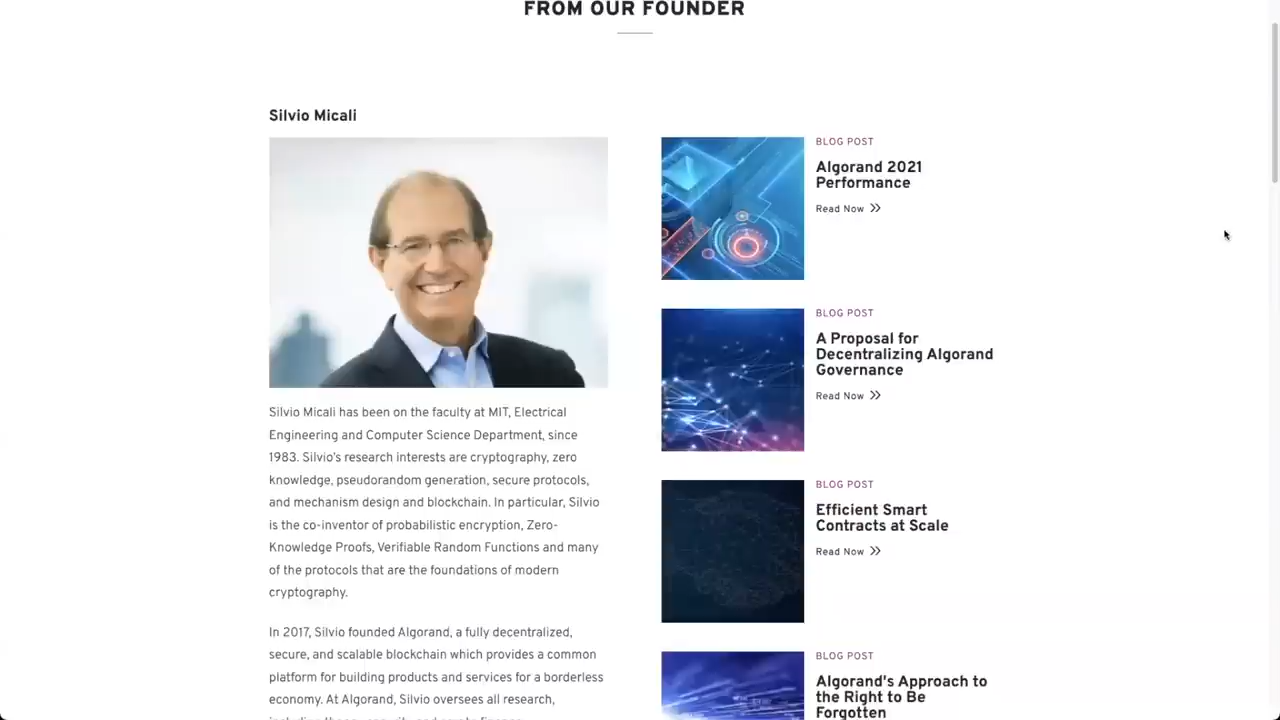 FROM OUR FOUNDER
Silvio Micali
Silvio Micali has been on the faculty at MIT, Electrical
Engineering and Computer Science Department, since
1983. Silvio's research interests are cryptography, zero
knowledge, pseudorandom generation, secure protocols,
and mechanism design and blockchain. In particular, Silvio
is the co-inventor of probabilistic encryption, Zero-
Knowledge Proofs, Verifiable Random Functions and many
of the protocols that are the foundations of modern
cryptography.
In 2017, Silvio founded Algorand, a fully decentralized,
secure, and scalable blockchain which provides a common
platform for building products and services for a borderless
economy. At Algorand, Silvio oversees all research,
BLOG POST
Algorand 2021
Performance
Read Now
BLOG POST
A Proposal for
Decentralizing Algorand
Governance
Read Now
BLOG POST
Efficient Smart
Contracts at Scale
Read Now
BLOG POST
Algorand's Approach to
the Right to Be
Forgotten